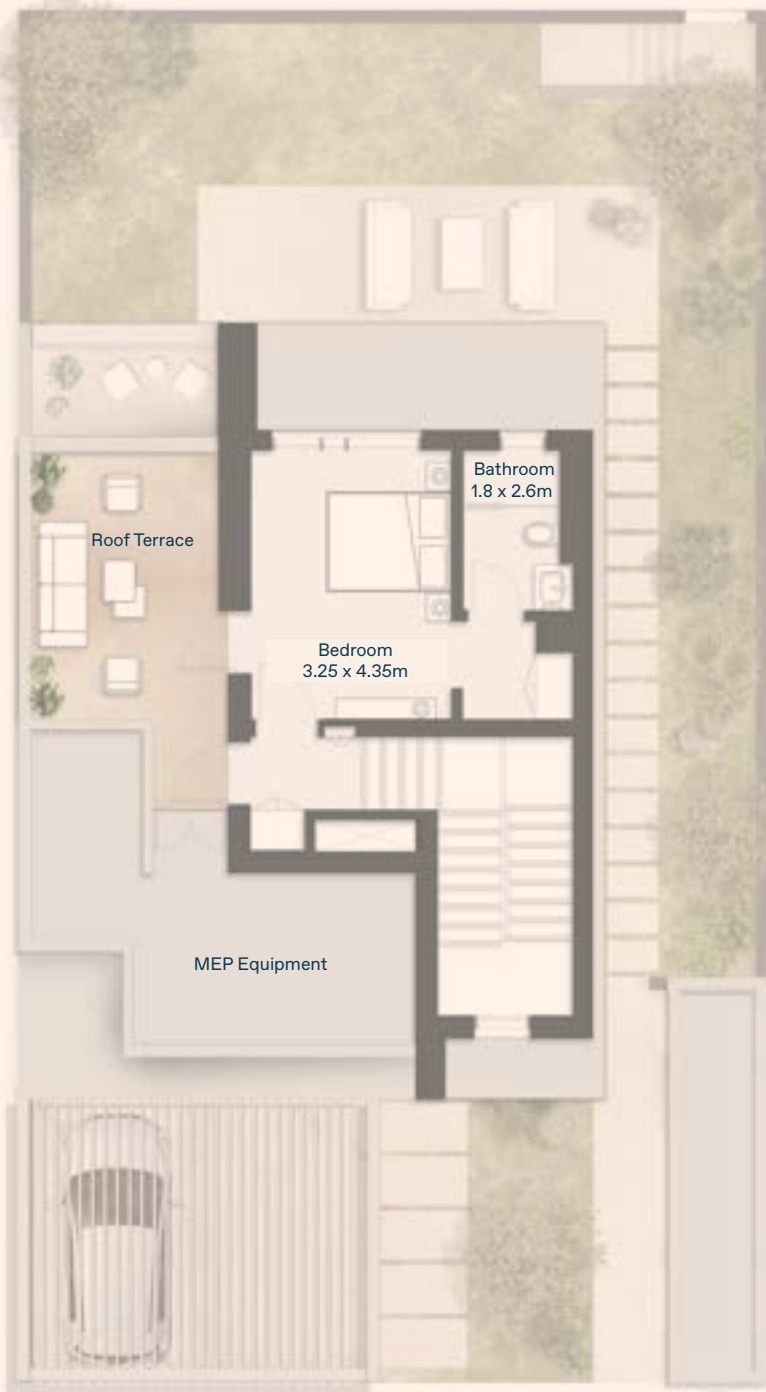 Bathroom
1.8 x 2.6m
Roof Terrace
Bedroom
3.25 x 4.35m
MEP Equipment